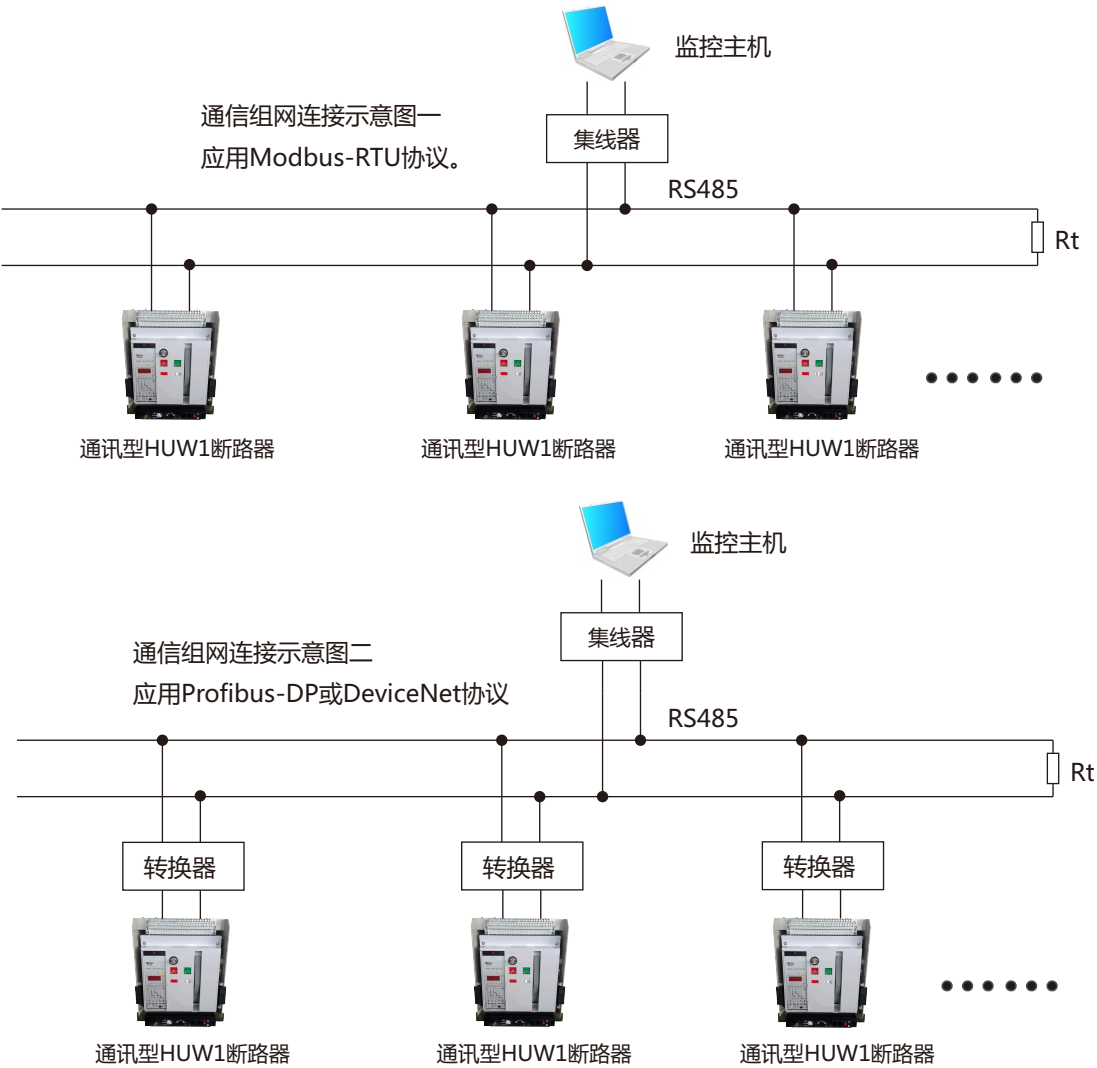 监控主机
通信组网连接示意图一
应用Modbus-RTU协议。
集线器
RS485
Rt
通讯型HUW1断路器
通讯型HUW1断路器
通讯型HUW1断路器
监控主机
集线器
通信组网连接示意图二
应用Profibus-DP或DeviceNet协议
RS485
Rt
转换器
转换器
转换器
通讯型HUW1断路器
通讯型HUW1断路器
通讯型HUW1断路器